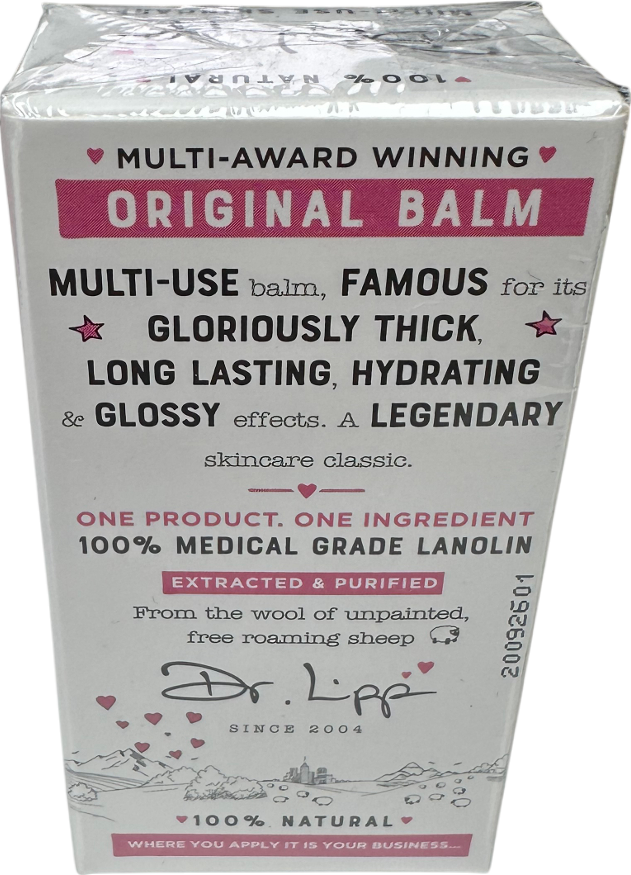 100% NATURAL
MULTI-AWARD WINNING
ORIGINAL BALM
MULTI-USE balm, FAMOUS for its
GLORIOUSLY THICK,
LONG LASTING, HYDRATING
& GLOSSY effects. A LEGENDARY
skincare classic.
ONE PRODUCT. ONE INGREDIENT
100% MEDICAL GRADE LANOLIN
EXTRACTED & PURIFIED
From the wool of unpainted,
free roaming sheep
20092601
Dr. Lipp
SINCE 2004
100% NATURAL
WHERE YOU APPLY IT IS YOUR BUSINESS...